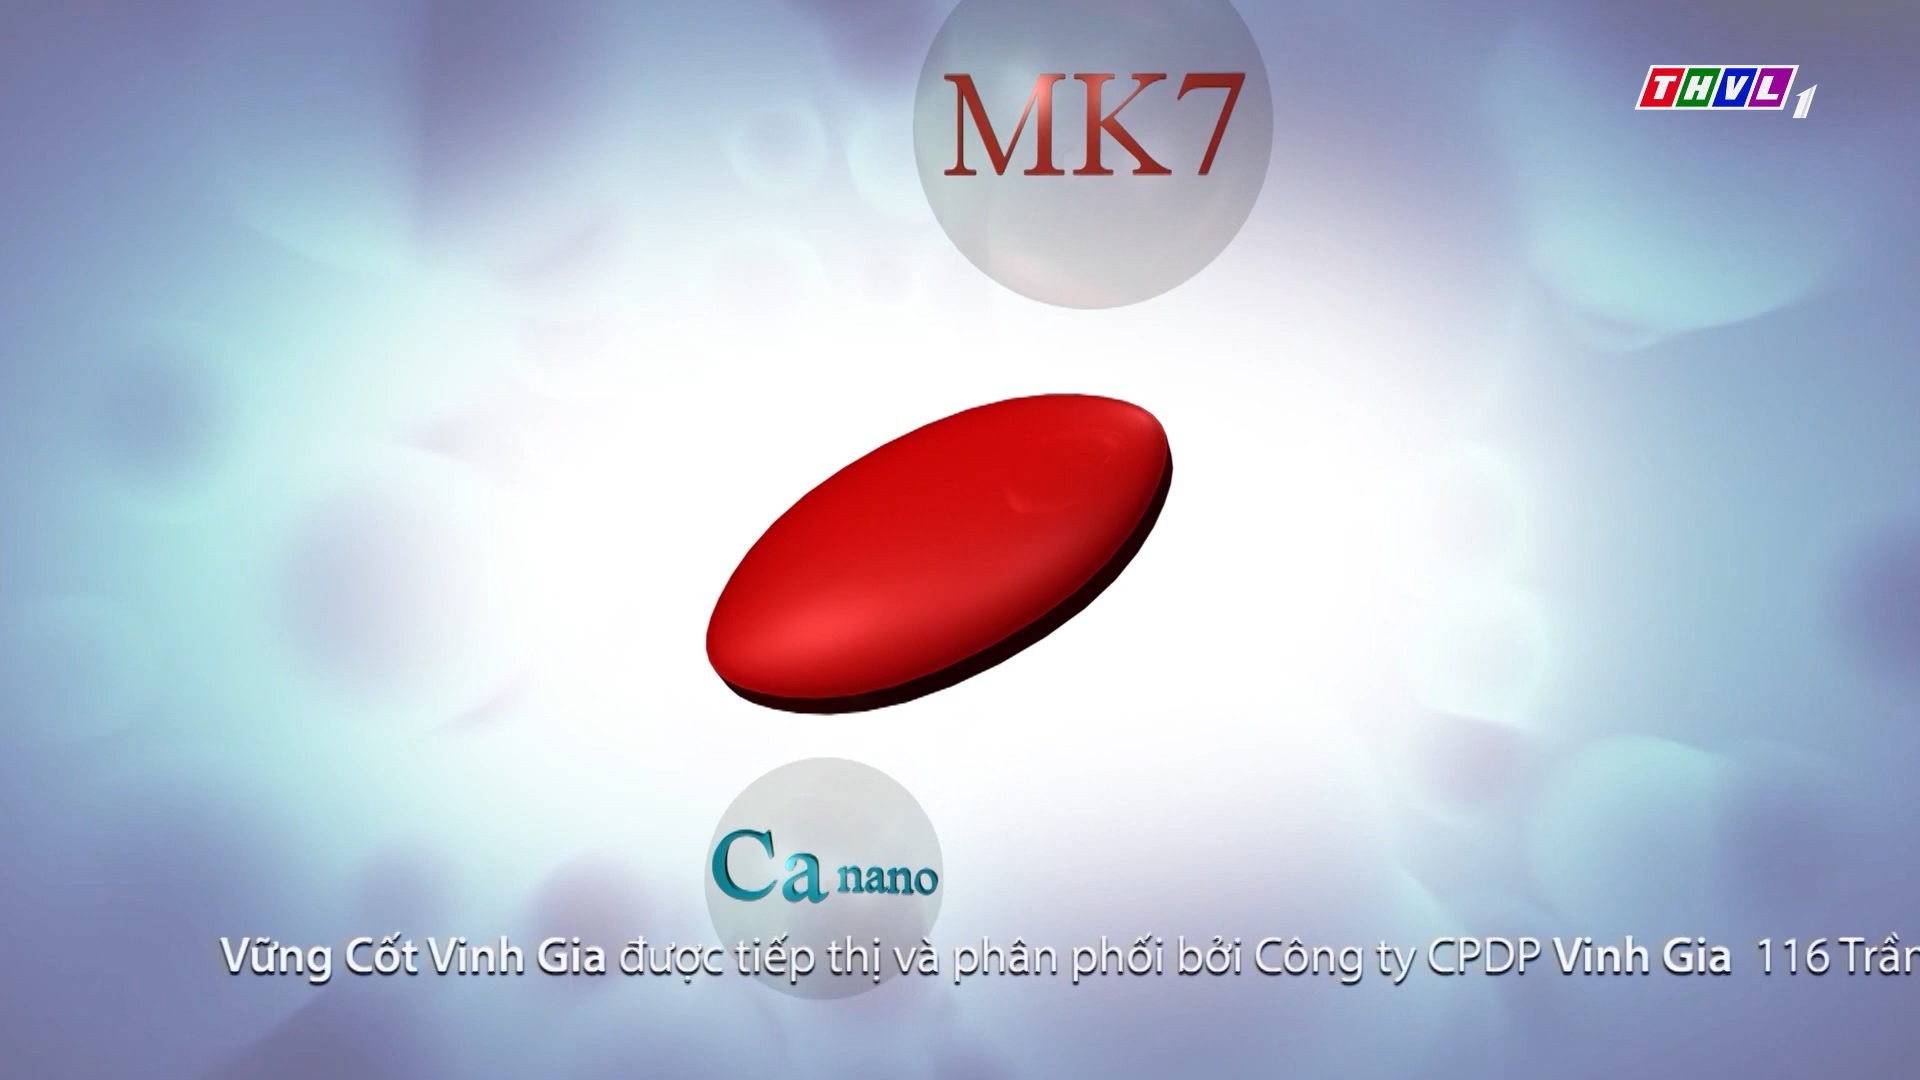 MK7
THVL1
Ca nano
Vững Cốt Vinh Gia được tiếp thị và phân phối bởi Công ty CPDP Vinh Gia 116 Trần